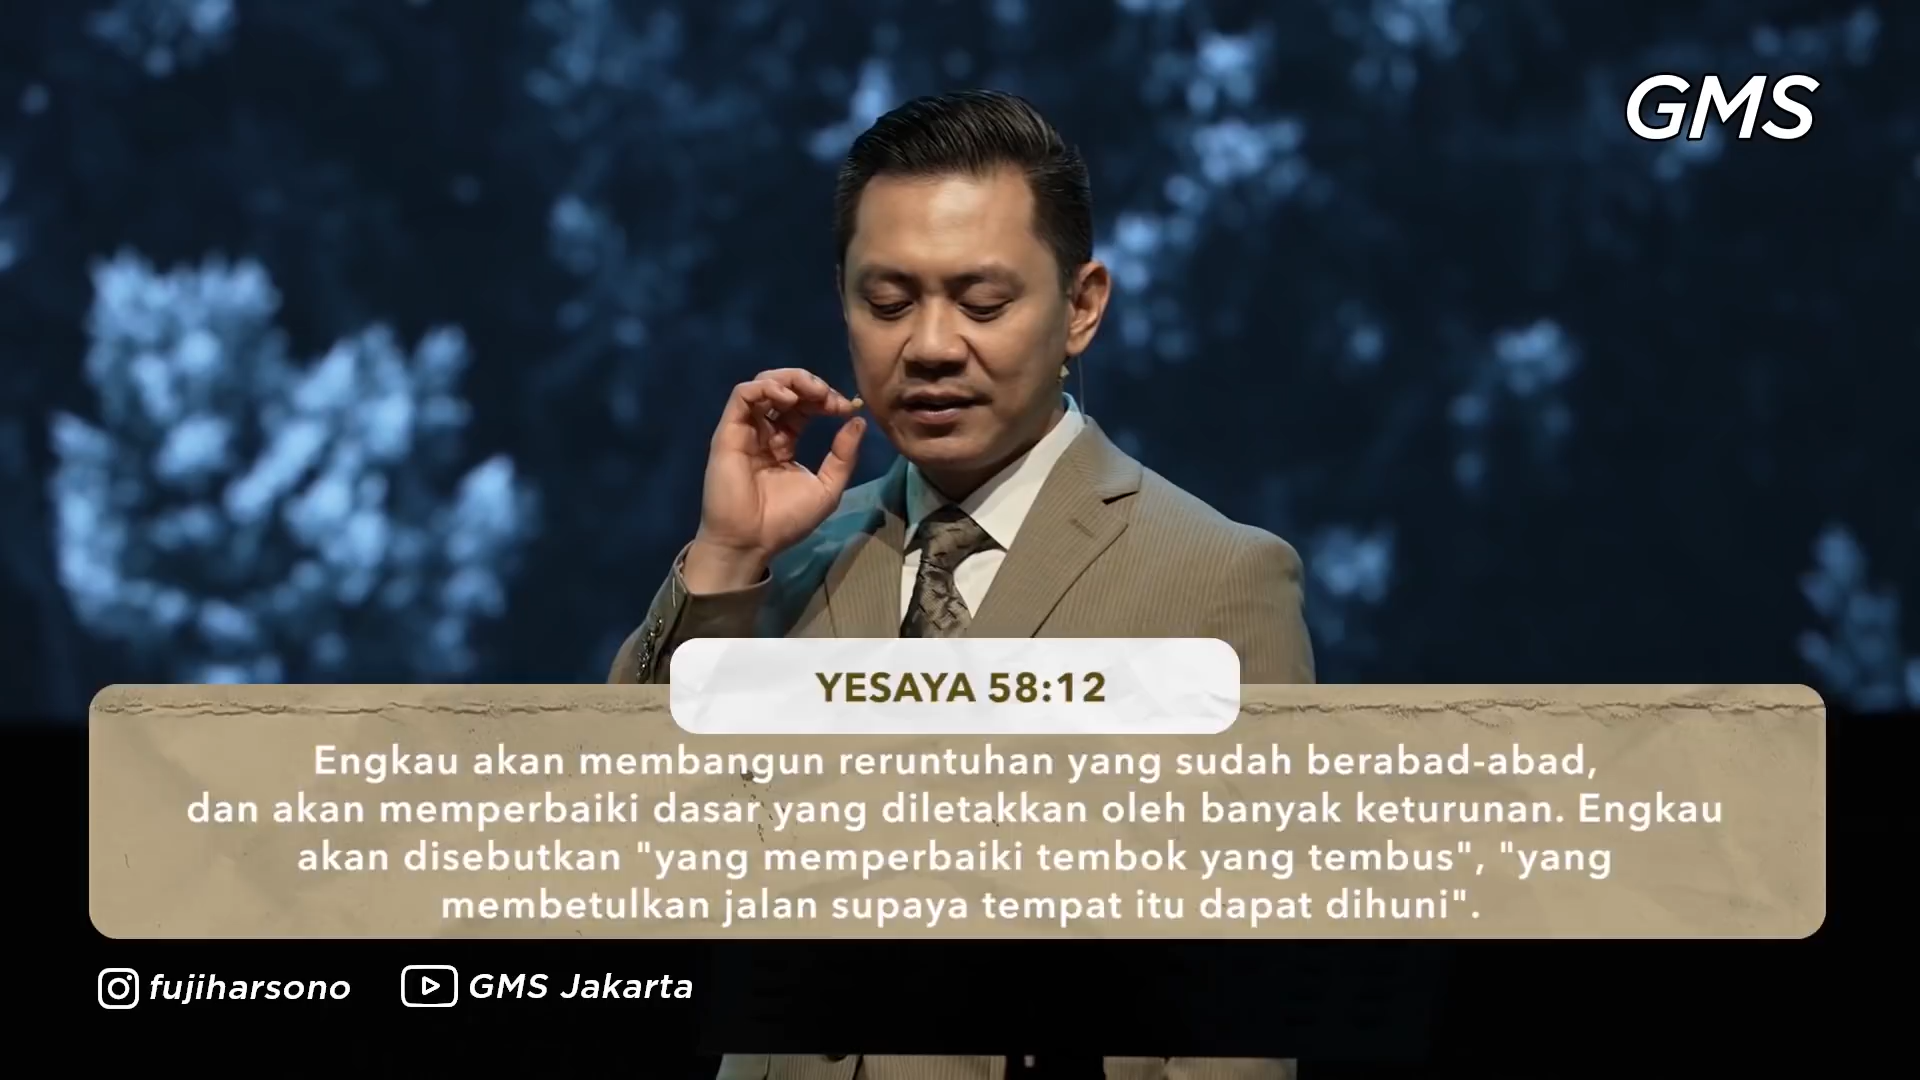 GMS
YESAYA 58:12
Engkau akan membangun reruntuhan yang sudah berabad-abad,
dan akan memperbaiki dasar yang diletakkan oleh banyak keturunan. Engkau
akan disebutkan "yang memperbaiki tembok yang tembus", "yang
membetulkan jalan supaya tempat itu dapat dihuni".
fujiharsono
GMS Jakarta